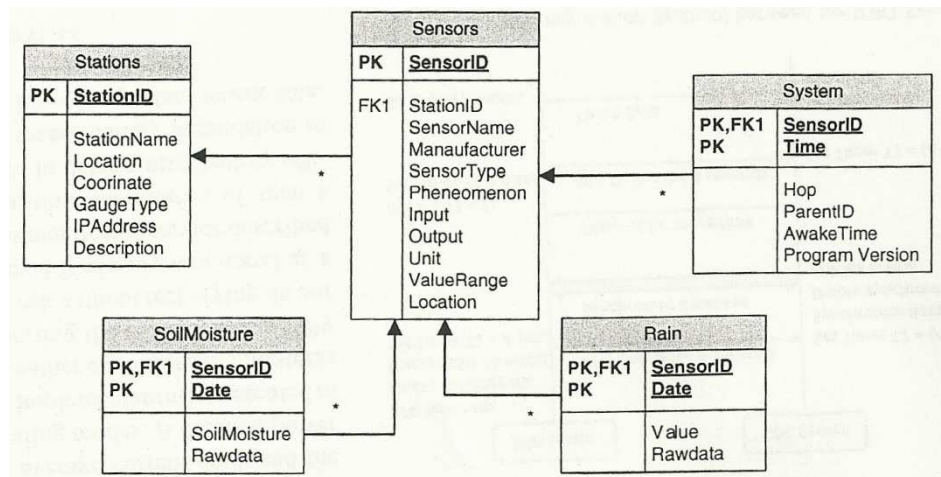 Stations
PK StationID
StationName
Location
Coorinate
GaugeType
IPAddress
Description
Sensors
PK SensorID
FK1 StationID
SensorName
Manaufacturer
SensorType
Pheneomenon
Input
Output
Unit
ValueRange
Location
System
PK,FK1 SensorID
PK Time
Hop
ParentID
AwakeTime
Program Version
SoilMoisture
PK,FK1 SensorID
PK Date
SoilMoisture
Rawdata
Rain
PK,FK1 SensorID
PK Date
Value
Rawdata
*
*
*
*